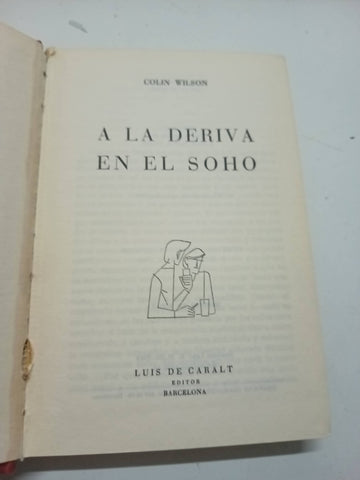 COLIN WILSON
A LA DERIVA
EN EL SOHO
LUIS DE CARALT
EDITOR
BARCELONA